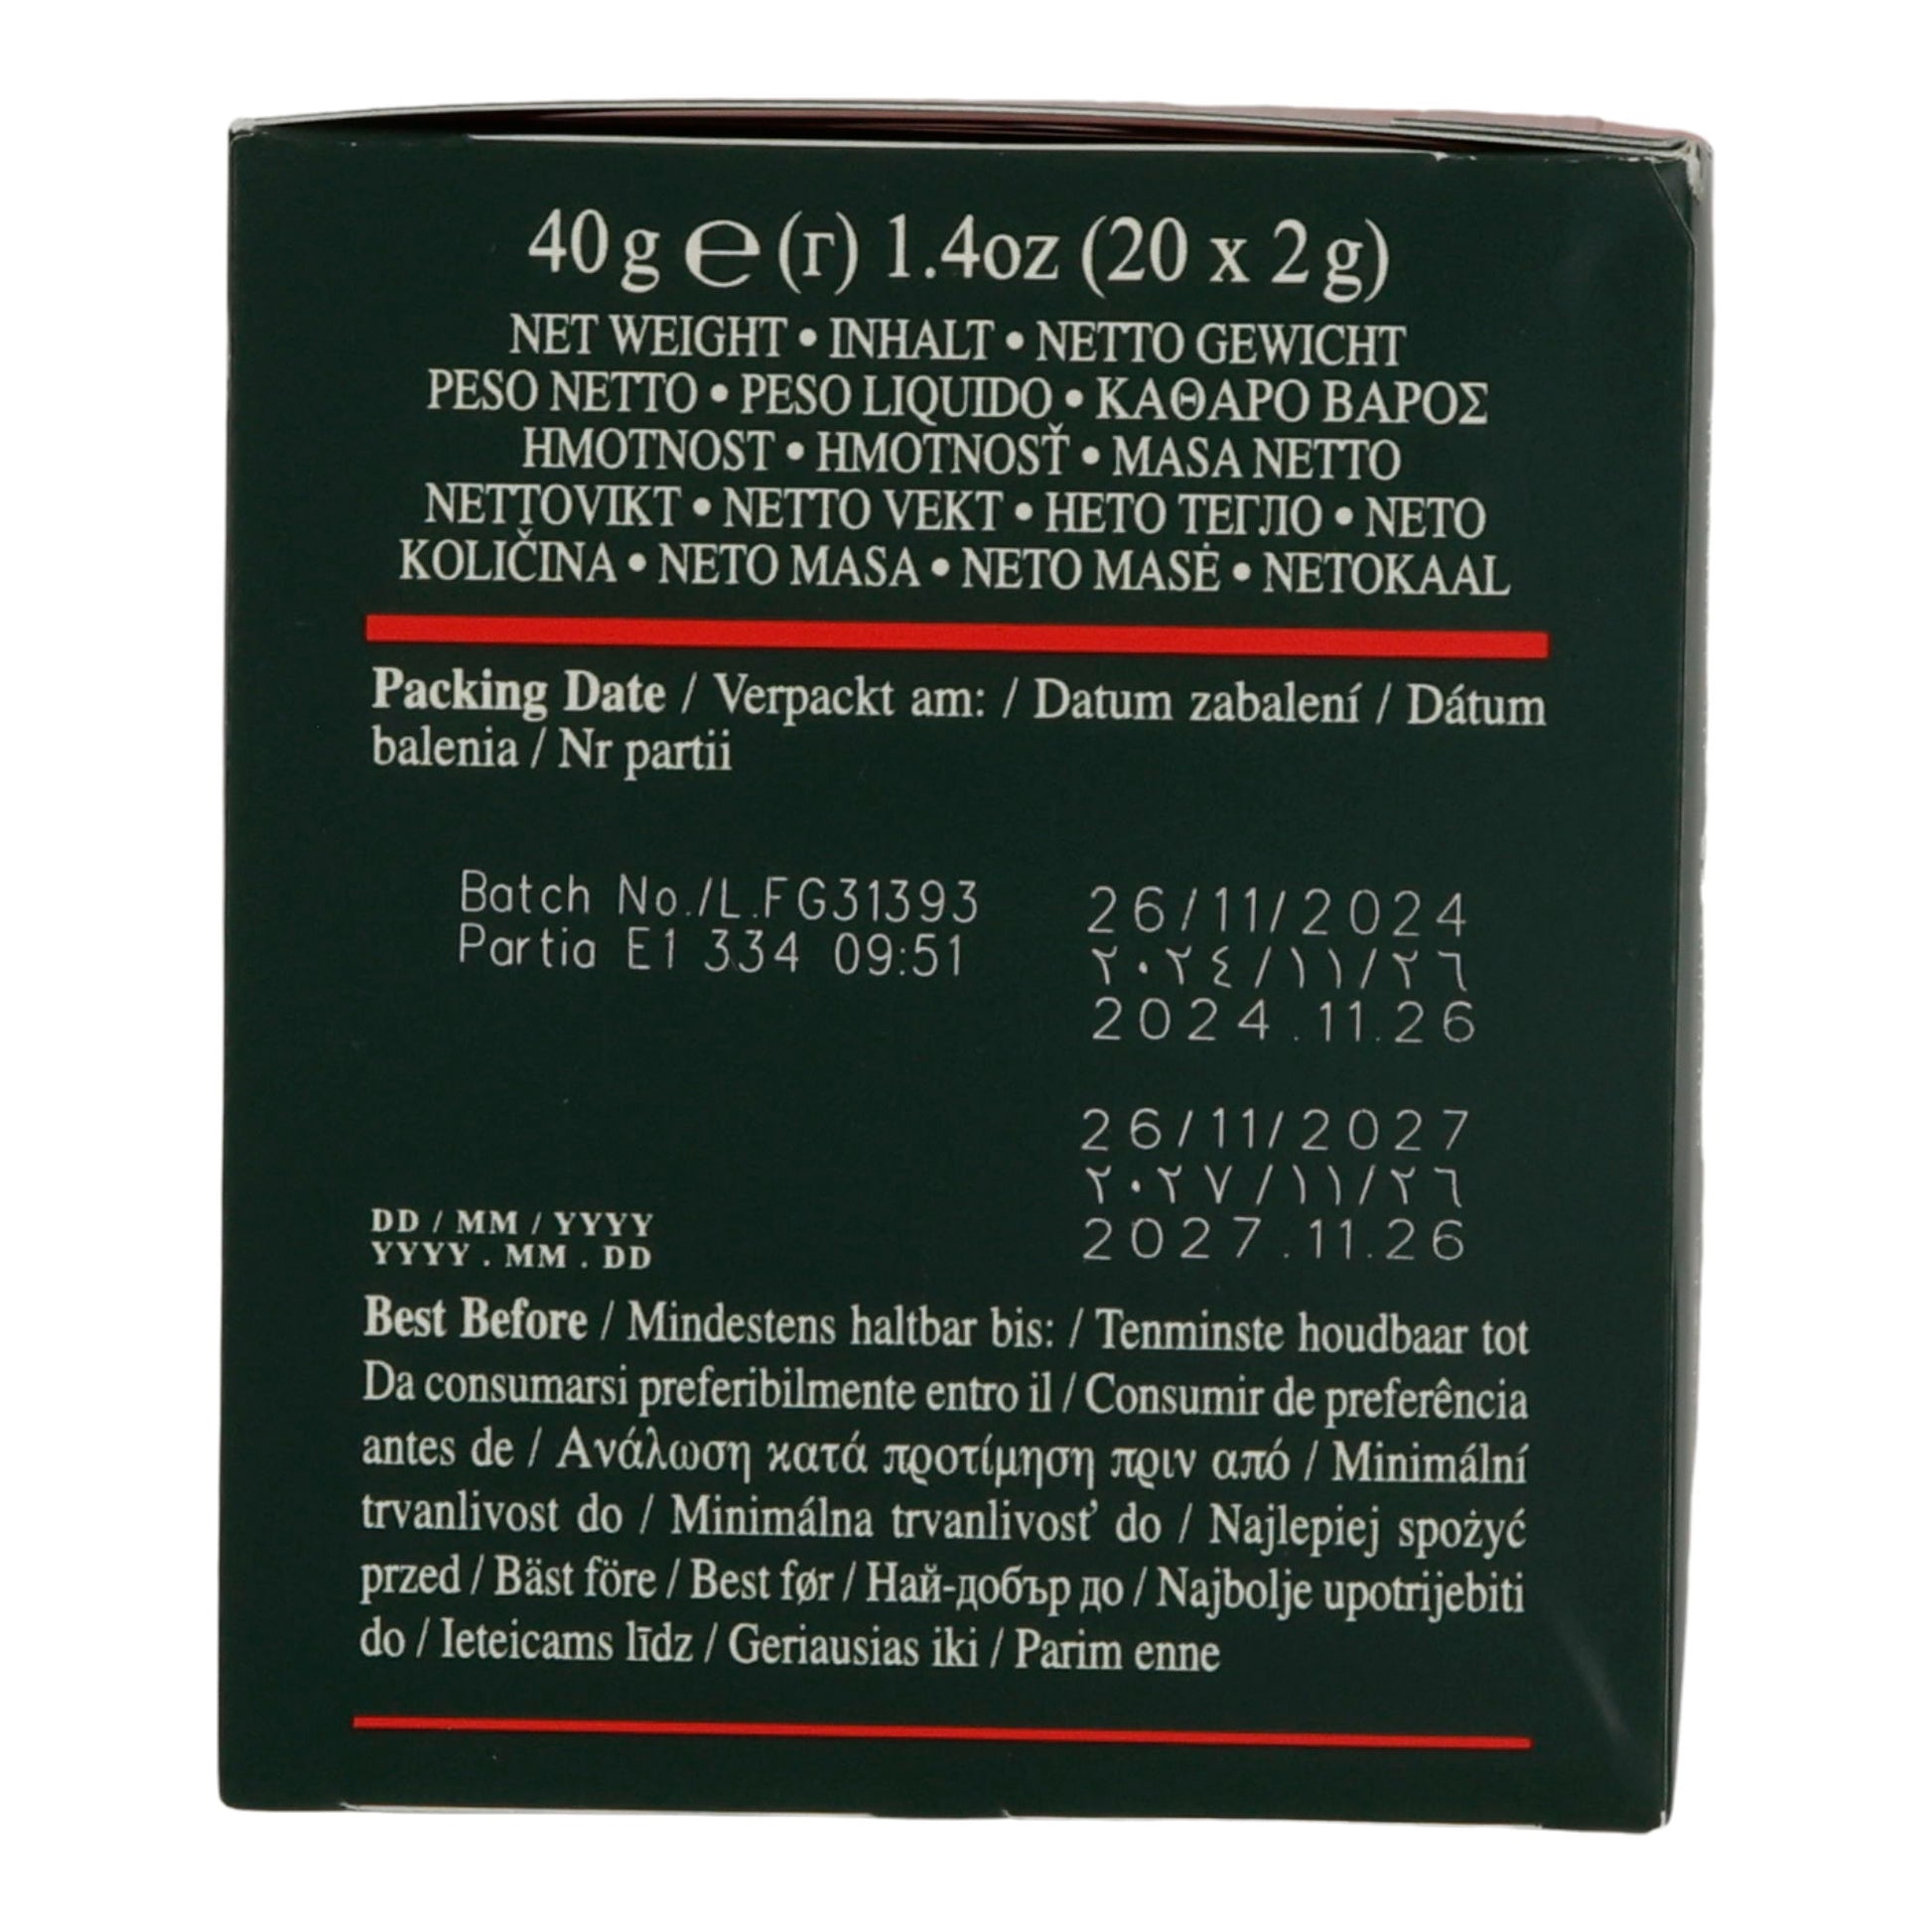 40 g ℮ (г) 1.4oz (20 x 2 g)
NET WEIGHT • INHALT • NETTO GEWICHT
PESO NETTO • PESO LIQUIDO • ΚΑΘΑΡΟ ΒΑΡΟΣ
HMOTNOST • HMOTNOSŤ • MASA NETTO
NETTOVIKT • NETTO VEKT • НЕТО ТЕГЛО • NETO
KOLIČINA • NETO MASA • NETO MASĖ • NETOKAAL
Packing Date / Verpackt am: / Datum zabalení / Dátum
balenia / Nr partii
Batch No./L.FG31393
Partia E1 334 09:51
26/11/2024
٢٠٢٤/١١/٢٦
2024.11.26
26/11/2027
٢٠٢٧/١١/٢٦
2027.11.26
DD / MM / YYYY
YYYY . MM . DD
Best Before / Mindestens haltbar bis: / Tenminste houdbaar tot
Da consumarsi preferibilmente entro il / Consumir de preferência
antes de / Ανάλωση κατά προτίμηση πριν από / Minimální
trvanlivost do / Minimálna trvanlivosť do / Najlepiej spożyć
przed / Bäst före / Best før / Най-добър до / Najbolje upotrijebiti
do / Ieteicams līdz / Geriausias iki / Parim enne